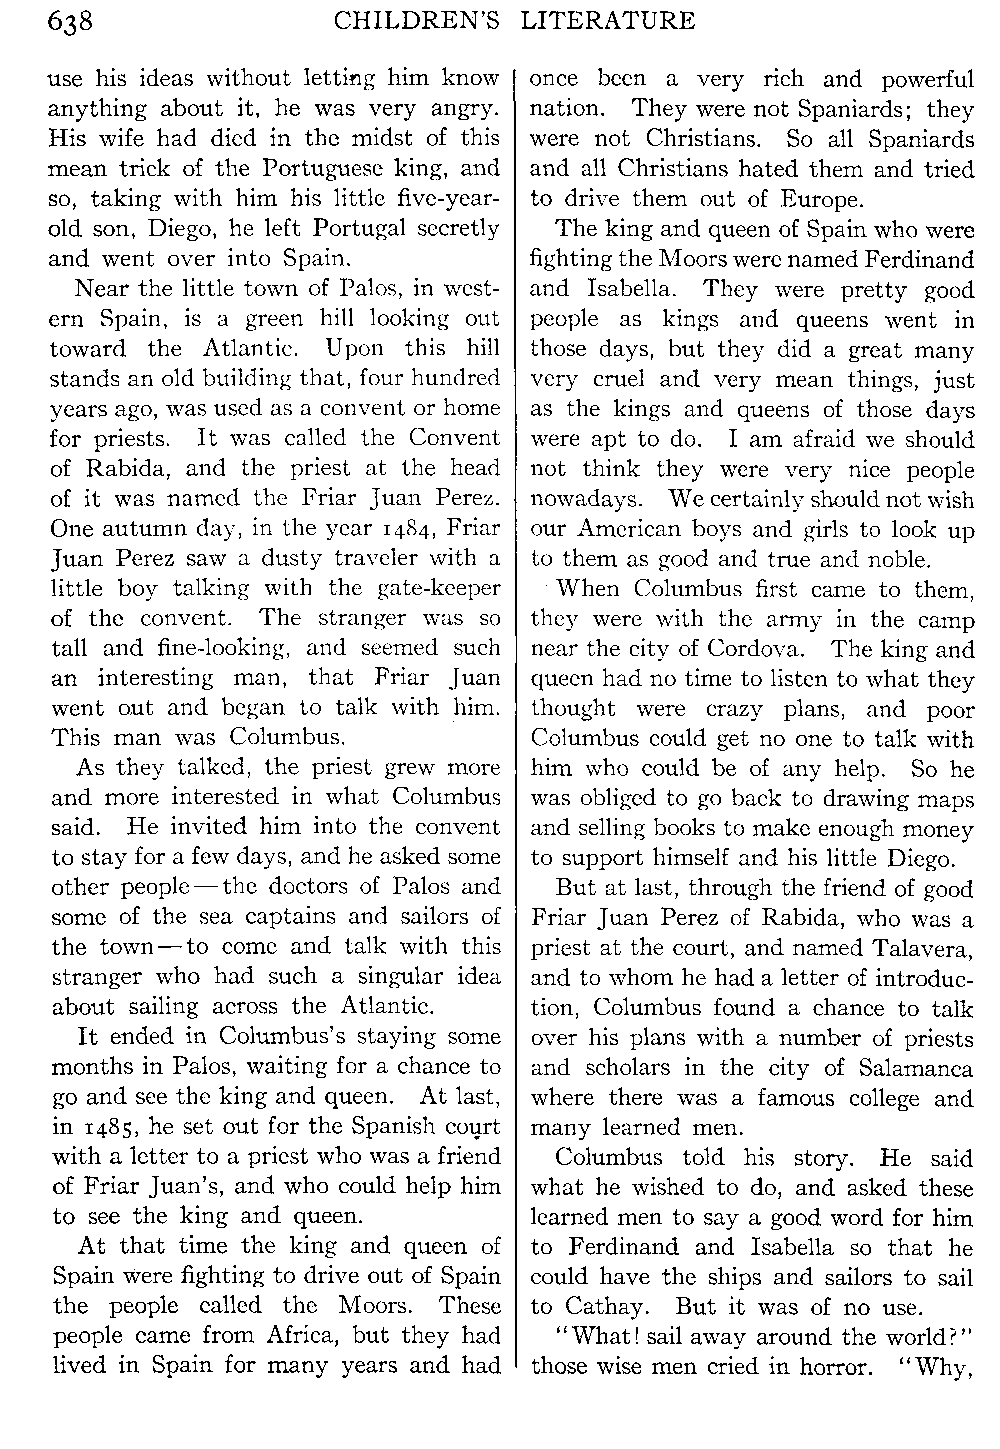 638 CHILDREN'S LITERATURE
use his ideas without letting him know
anything about it, he was very angry.
His wife had died in the midst of this
mean trick of the Portuguese king, and
so, taking with him his little five-year-
old son, Diego, he left Portugal secretly
and went over into Spain.
Near the little town of Palos, in west-
ern Spain, is a green hill looking out
toward the Atlantic. Upon this hill
stands an old building that, four hundred
years ago, was used as a convent or home
for priests. It was called the Convent
of Rabida, and the priest at the head
of it was named the Friar Juan Perez.
One autumn day, in the year 1484, Friar
Juan Perez saw a dusty traveler with a
little boy talking with the gate-keeper
of the convent. The stranger was so
tall and fine-looking, and seemed such
an interesting man, that Friar Juan
went out and began to talk with him.
This man was Columbus.
As they talked, the priest grew more
and more interested in what Columbus
said. He invited him into the convent
to stay for a few days, and he asked some
other people—the doctors of Palos and
some of the sea captains and sailors of
the town—to come and talk with this
stranger who had such a singular idea
about sailing across the Atlantic.
It ended in Columbus's staying some
months in Palos, waiting for a chance to
go and see the king and queen. At last,
in 1485, he set out for the Spanish court
with a letter to a priest who was a friend
of Friar Juan's, and who could help him
to see the king and queen.
At that time the king and queen of
Spain were fighting to drive out of Spain
the people called the Moors. These
people came from Africa, but they had
lived in Spain for many years and had
once been a very rich and powerful
nation. They were not Spaniards; they
were not Christians. So all Spaniards
and all Christians hated them and tried
to drive them out of Europe.
The king and queen of Spain who were
fighting the Moors were named Ferdinand
and Isabella. They were pretty good
people as kings and queens went in
those days, but they did a great many
very cruel and very mean things, just
as the kings and queens of those days
were apt to do. I am afraid we should
not think they were very nice people
nowadays. We certainly should not wish
our American boys and girls to look up
to them as good and true and noble.
When Columbus first came to them,
they were with the army in the camp
near the city of Cordova. The king and
queen had no time to listen to what they
thought were crazy plans, and poor
Columbus could get no one to talk with
him who could be of any help. So he
was obliged to go back to drawing maps
and selling books to make enough money
to support himself and his little Diego.
But at last, through the friend of good
Friar Juan Perez of Rabida, who was a
priest at the court, and named Talavera,
and to whom he had a letter of introduc-
tion, Columbus found a chance to talk
over his plans with a number of priests
and scholars in the city of Salamanca
where there was a famous college and
many learned men.
Columbus told his story. He said
what he wished to do, and asked these
learned men to say a good word for him
to Ferdinand and Isabella so that he
could have the ships and sailors to sail
to Cathay. But it was of no use.
"What! sail away around the world?"
those wise men cried in horror. "Why,